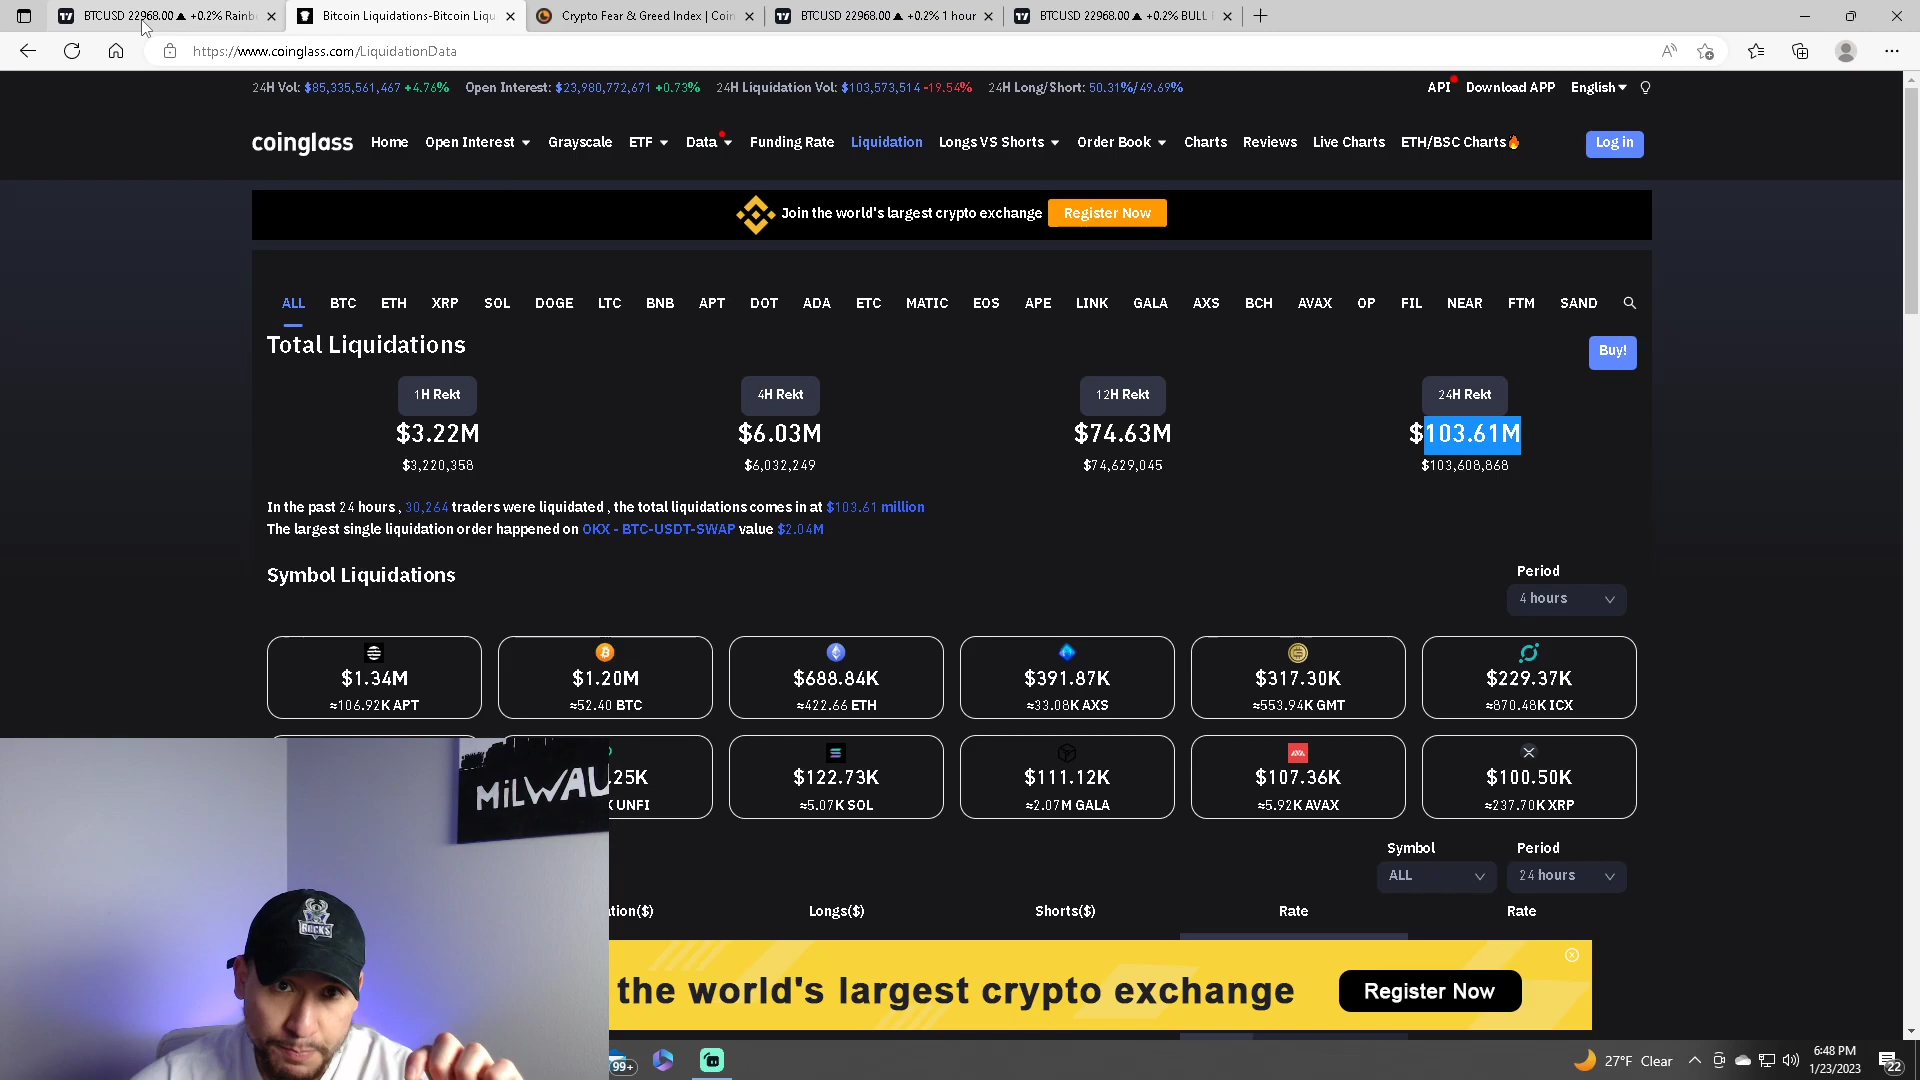 BTCUSD 22968.00 ▲ +0.2% Rainb
Bitcoin Liquidations-Bitcoin Liqu
Crypto Fear & Greed Index | Coin
BTCUSD 22968.00 ▲ +0.2% 1 hour
BTCUSD 22968.00 ▲ +0.2% BULL
https://www.coinglass.com/LiquidationData
24H Vol: $85,335,561,467 +4.76% Open Interest: $23,980,772,671 +0.73% 24H Liquidation Vol: $103,573,514 -19.54% 24H Long/Short: 50.31%/49.69%
API Download APP English
coinglass Home Open Interest Grayscale ETF Data Funding Rate Liquidation Longs VS Shorts Order Book Charts Reviews Live Charts ETH/BSC Charts Log in
Join the world's largest crypto exchange Register Now
ALL BTC ETH XRP SOL DOGE LTC BNB APT DOT ADA ETC MATIC EOS APE LINK GALA AXS BCH AVAX OP FIL NEAR FTM SAND
Total Liquidations
Buy!
1H Rekt 4H Rekt 12H Rekt 24H Rekt
$3.22M $6.03M $74.63M $103.61M
$3,220,358 $6,032,249 $74,629,045 $103,608,868
In the past 24 hours , 30,264 traders were liquidated , the total liquidations comes in at $103.61 million
The largest single liquidation order happened on OKX - BTC-USDT-SWAP value $2.04M
Symbol Liquidations
Period
4 hours
$1.34M $1.20M $688.84K $391.87K $317.30K $229.37K
≈106.92K APT ≈52.40 BTC ≈422.66 ETH ≈33.08K AXS ≈553.94K GMT ≈870.48K ICX
.25K $122.73K $111.12K $107.36K $100.50K
K UNFI ≈5.07K SOL ≈2.07M GALA ≈5.92K AVAX ≈237.70K XRP
MiLWAU
Symbol Period
ALL 24 hours
tion($) Longs($) Shorts($) Rate Rate
BUCKS
the world's largest crypto exchange Register Now
99+
27°F Clear
6:48 PM
1/23/2023
22